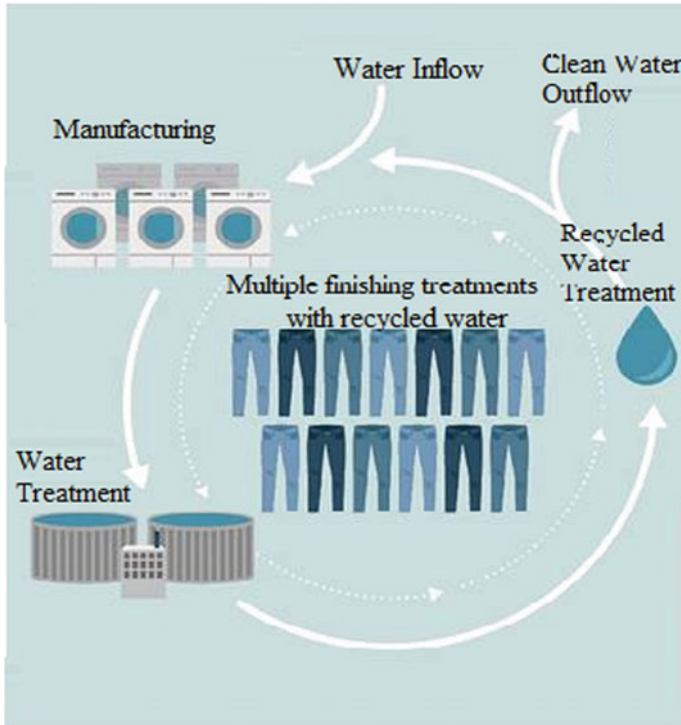 Water Inflow
Clean Water
Outflow
Manufacturing
Recycled
Water
Treatment
Multiple finishing treatments
with recycled water
Water
Treatment